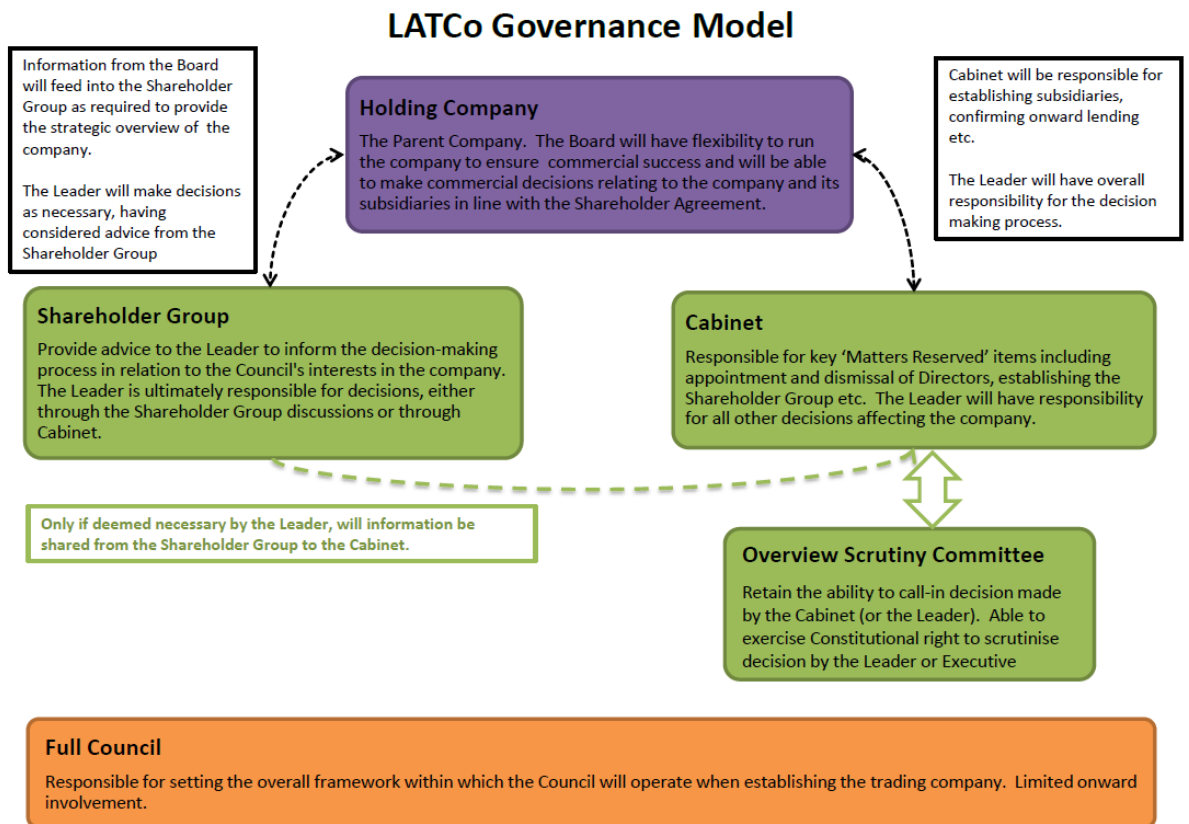 LATCo Governance Model
Information from the Board
will feed into the Shareholder
Group as required to provide
the strategic overview of the
company.
The Leader will make decisions
as necessary, having
considered advice from the
Shareholder Group
Holding Company
The Parent Company. The Board will have flexibility to run
the company to ensure commercial success and will be able
to make commercial decisions relating to the company and its
subsidiaries in line with the Shareholder Agreement.
Cabinet will be responsible for
establishing subsidiaries,
confirming onward lending
etc.
The Leader will have overall
responsibility for the decision
making process.
Shareholder Group
Provide advice to the Leader to inform the decision-making
process in relation to the Council's interests in the company.
The Leader is ultimately responsible for decisions, either
through the Shareholder Group discussions or through
Cabinet.
Cabinet
Responsible for key ‘Matters Reserved’ items including
appointment and dismissal of Directors, establishing the
Shareholder Group etc. The Leader will have responsibility
for all other decisions affecting the company.
Only if deemed necessary by the Leader, will information be
shared from the Shareholder Group to the Cabinet.
Overview Scrutiny Committee
Retain the ability to call-in decision made
by the Cabinet (or the Leader). Able to
exercise Constitutional right to scrutinise
decision by the Leader or Executive
Full Council
Responsible for setting the overall framework within which the Council will operate when establishing the trading company. Limited onward
involvement.